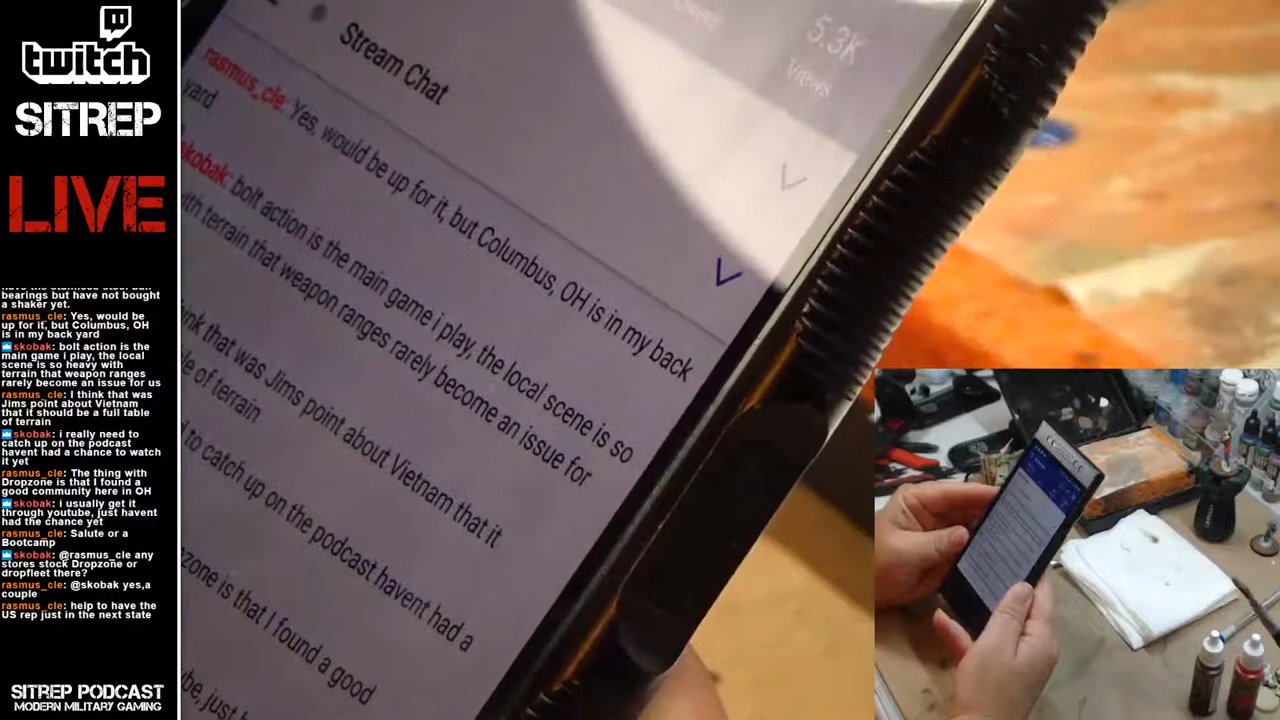 twitch
SITREP
LIVE
bearings but have not bought
a shaker yet.
rasmus_cle: Yes, would be
up for it, but Columbus, OH
is in my back yard
skobak: bolt action is the
main game i play, the local
scene is so heavy with
terrain that weapon ranges
rarely become an issue for us
rasmus_cle: I think that was
Jims point about Vietnam
that it should be a full table
of terrain
skobak: i really need to
catch up on the podcast
havent had a chance to watch
it yet
rasmus_cle: The thing with
Dropzone is that I found a
good community here in OH
skobak: i usually get it
through youtube, just havent
had the chance yet
rasmus_cle: Salute or a
Bootcamp
skobak: @rasmus_cle any
stores stock Dropzone or
dropfleet there?
rasmus_cle: @skobak yes,a
couple
rasmus_cle: help to have the
US rep just in the next state
SITREP PODCAST
MODERN MILITARY GAMING
5.3K
Views
Stream Chat
rasmus_cle: Yes, would be up for it, but Columbus, OH is in my back
yard
skobak: bolt action is the main game i play, the local scene is so
with terrain that weapon ranges rarely become an issue for
ink that was Jims point about Vietnam that it
le of terrain
d to catch up on the podcast havent had a
zone is that I found a good
be, just